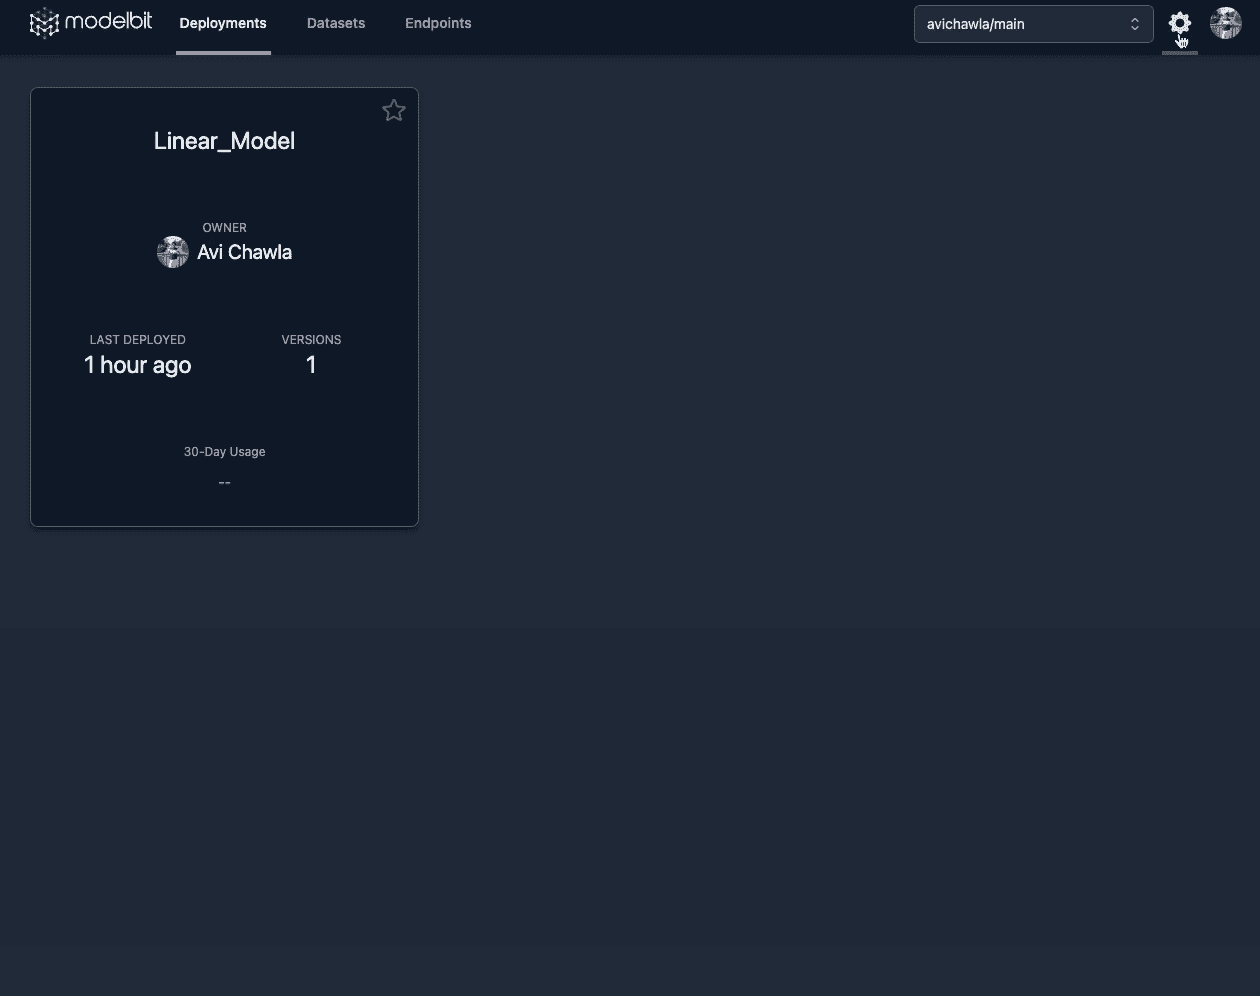 modelbit
Deployments
Datasets
Endpoints
avichawla/main
Linear_Model
OWNER
Avi Chawla
LAST DEPLOYED
1 hour ago
VERSIONS
1
30-Day Usage
--